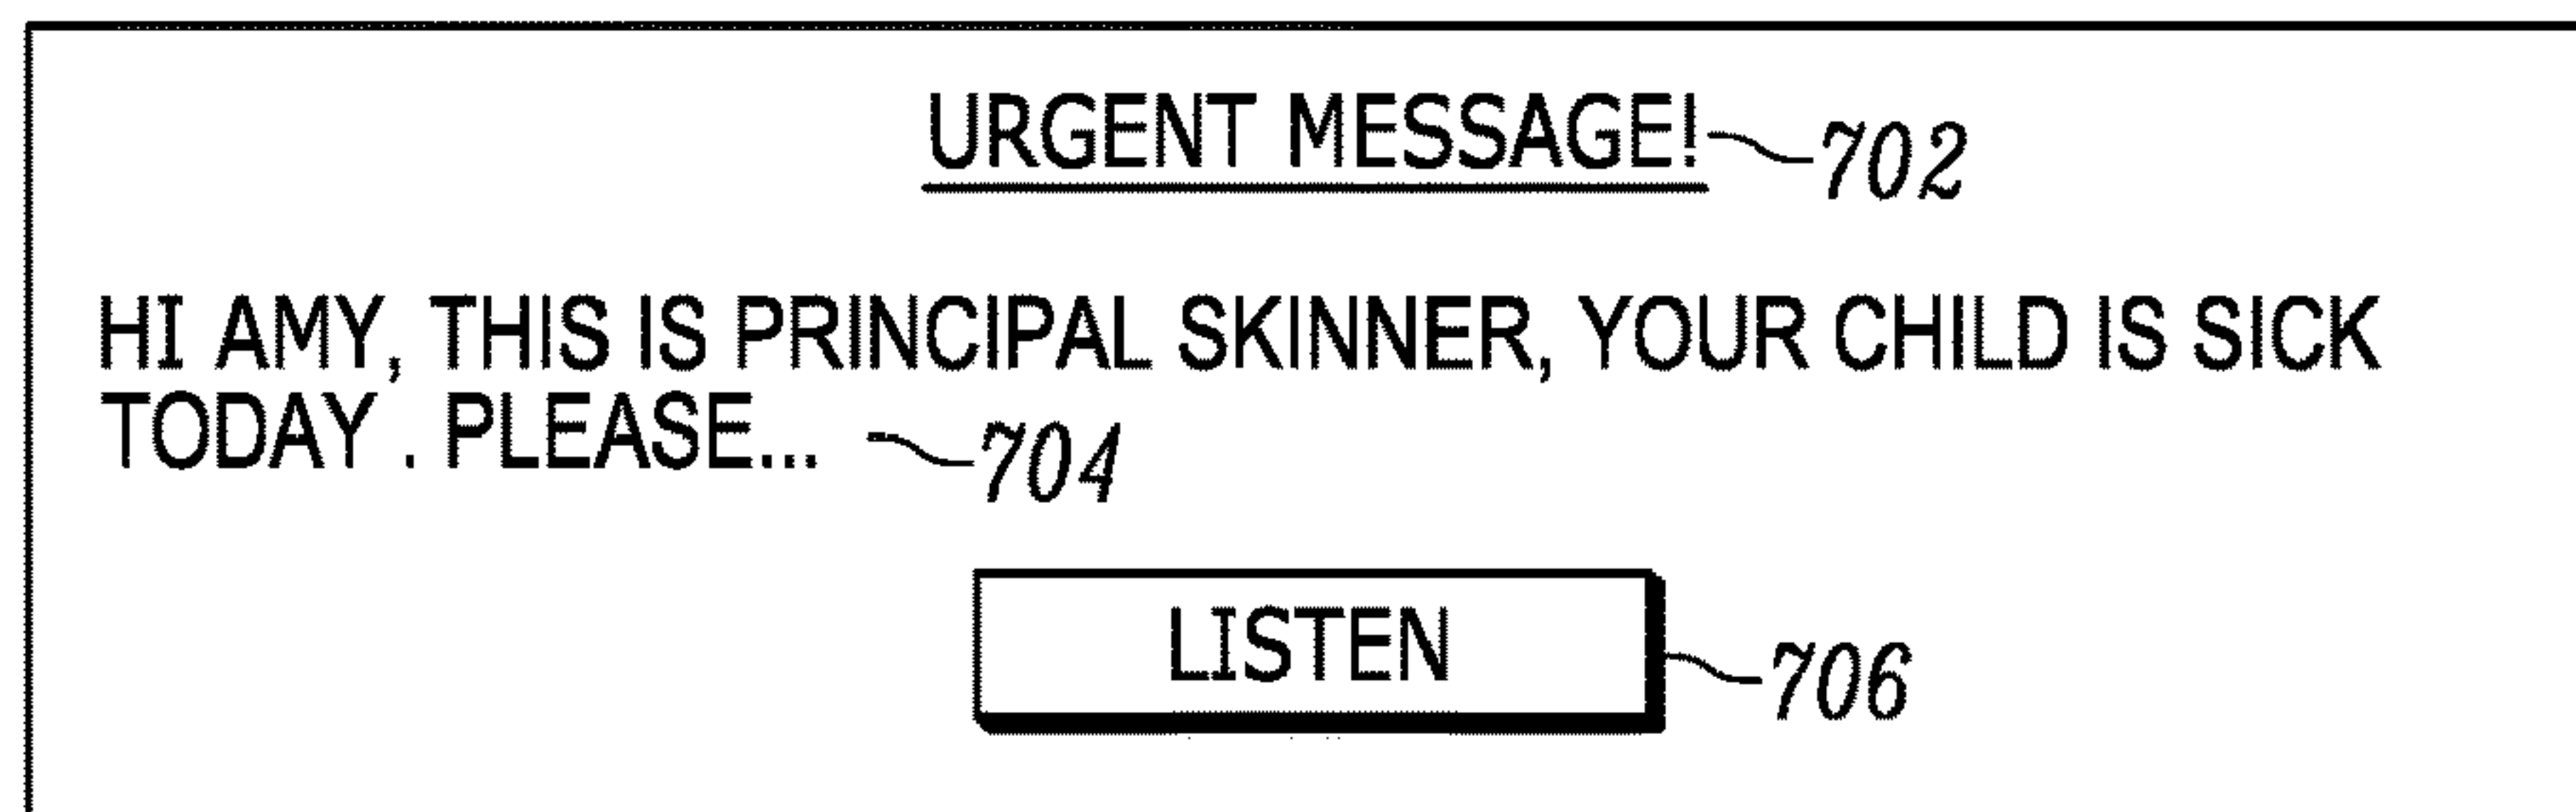 URGENT MESSAGE! 702
HI AMY, THIS IS PRINCIPAL SKINNER, YOUR CHILD IS SICK
TODAY . PLEASE... 704
LISTEN 706